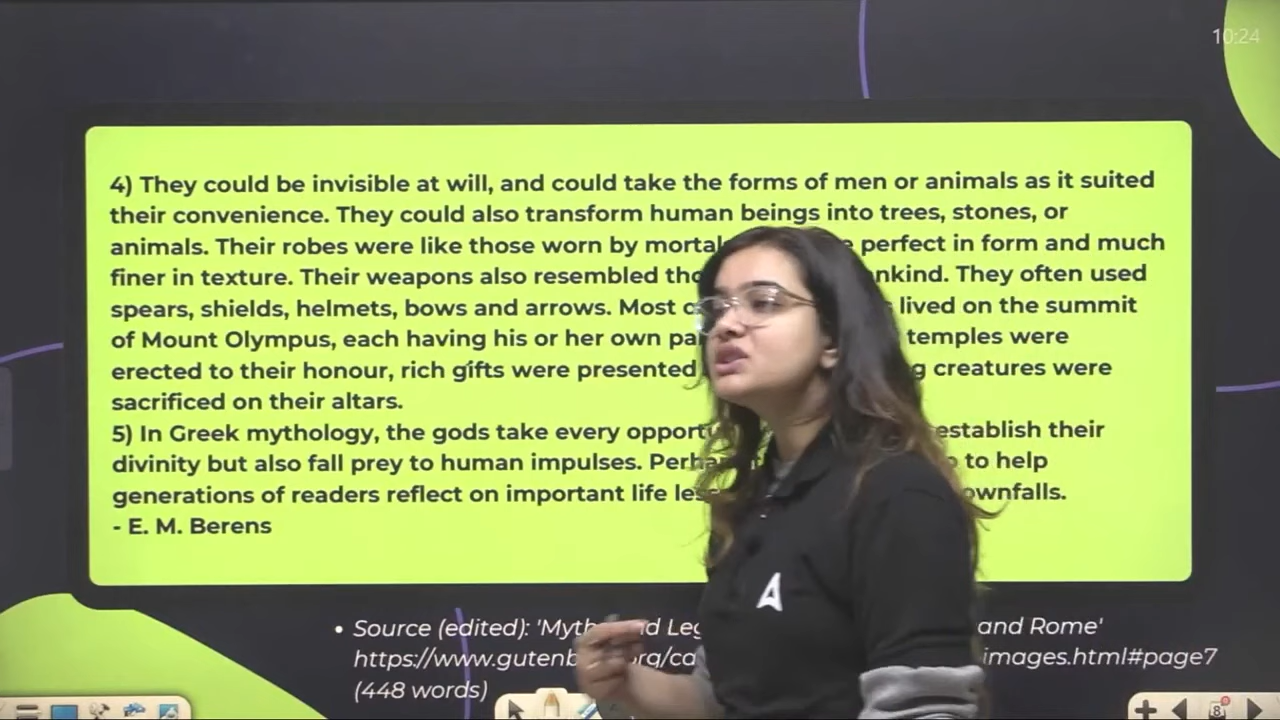 10:24
4) They could be invisible at will, and could take the forms of men or animals as it suited
their convenience. They could also transform human beings into trees, stones, or
animals. Their robes were like those worn by perfect in form and much
finer in texture. Their weapons also resembled They often used
spears, shields, helmets, bows and arrows. Most lived on the summit
of Mount Olympus, each having his or her own temples were
erected to their honour, rich gifts were presented creatures were
sacrificed on their altars.
5) In Greek mythology, the gods take every establish their
divinity but also fall prey to human impulses. to help
generations of readers reflect on important life
- E. M. Berens
• Source (edited): and Rome'
https://www.gutenb images.html#page7
(448 words)
8